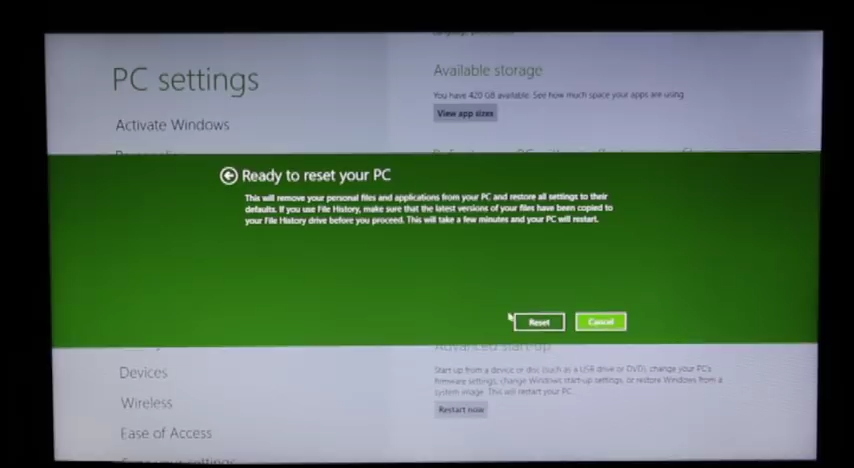 PC settings
Activate Windows
Available storage
You have 420 GB available. See how much space your apps are using
View app sizes
Ready to reset your PC
This will remove your personal files and applications from your PC and restore all settings to their
defaults. If you use File History, make sure that the latest versions of your files have been copied to
your File History drive before you proceed. This will take a few minutes and your PC will restart.
Reset
Cancel
Devices
Wireless
Ease of Access
Advanced start-up
Start up from a device or disc (such as a USB drive or DVD), change your PC's
firmware settings, change Windows start-up settings, or restore Windows from a
system image. This will restart your PC.
Restart now